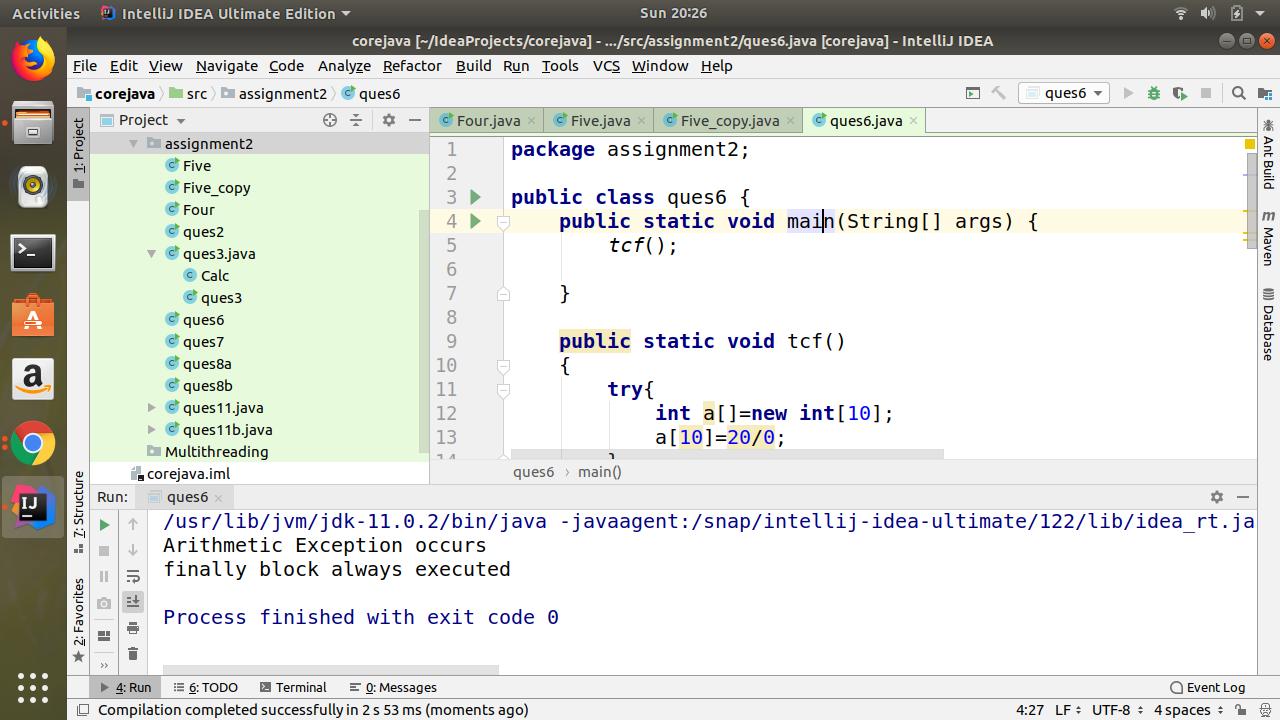 Activities IntelliJ IDEA Ultimate Edition Sun 20:26
corejava [~/IdeaProjects/corejava] - .../src/assignment2/ques6.java [corejava] - IntelliJ IDEA
File Edit View Navigate Code Analyze Refactor Build Run Tools VCS Window Help
corejava src assignment2 ques6 ques6
Project Four.java Five.java Five_copy.java ques6.java
1: Project
7: Structure
2: Favorites
assignment2
Five
Five_copy
Four
ques2
ques3.java
Calc
ques3
ques6
ques7
ques8a
ques8b
ques11.java
ques11b.java
Multithreading
corejava.iml
1 package assignment2;
2
3 public class ques6 {
4 public static void main(String[] args) {
5 tcf();
6
7 }
8
9 public static void tcf()
10 {
11 try{
12 int a[]=new int[10];
13 a[10]=20/0;
14 }
ques6 › main()
Ant Build
Maven
Database
Run: ques6
/usr/lib/jvm/jdk-11.0.2/bin/java -javaagent:/snap/intellij-idea-ultimate/122/lib/idea_rt.ja
Arithmetic Exception occurs
finally block always executed
Process finished with exit code 0
4: Run 6: TODO Terminal 0: Messages Event Log
Compilation completed successfully in 2 s 53 ms (moments ago) 4:27 LF UTF-8 4 spaces